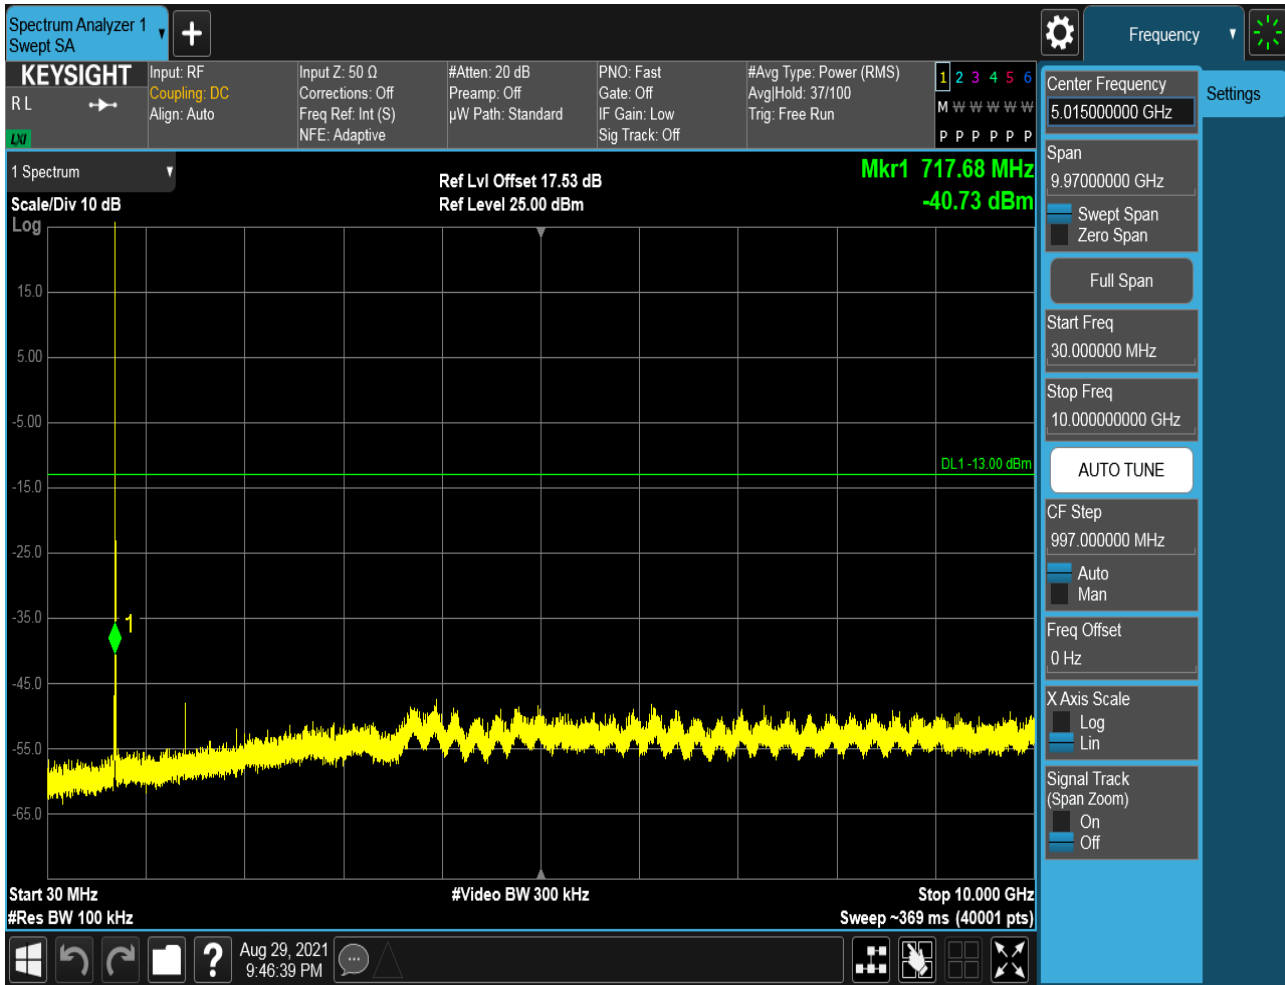 Spectrum Analyzer 1
Swept SA
Frequency
KEYSIGHT
R L
LXI
Input: RF
Coupling: DC
Align: Auto
Input Z: 50 Ω
Corrections: Off
Freq Ref: Int (S)
NFE: Adaptive
#Atten: 20 dB
Preamp: Off
µW Path: Standard
PNO: Fast
Gate: Off
IF Gain: Low
Sig Track: Off
#Avg Type: Power (RMS)
Avg|Hold: 37/100
Trig: Free Run
1 2 3 4 5 6
M W W W W W
P P P P P P
1 Spectrum
Scale/Div 10 dB
Log
Ref Lvl Offset 17.53 dB
Ref Level 25.00 dBm
Mkr1 717.68 MHz
-40.73 dBm
15.0
5.00
-5.00
DL1 -13.00 dBm
-15.0
-25.0
-35.0
1
-45.0
-55.0
-65.0
Start 30 MHz
#Res BW 100 kHz
#Video BW 300 kHz
Stop 10.000 GHz
Sweep ~369 ms (40001 pts)
Aug 29, 2021
9:46:39 PM
?
Center Frequency
5.015000000 GHz
Settings
Span
9.97000000 GHz
Swept Span
Zero Span
Full Span
Start Freq
30.000000 MHz
Stop Freq
10.000000000 GHz
AUTO TUNE
CF Step
997.000000 MHz
Auto
Man
Freq Offset
0 Hz
X Axis Scale
Log
Lin
Signal Track
(Span Zoom)
On
Off